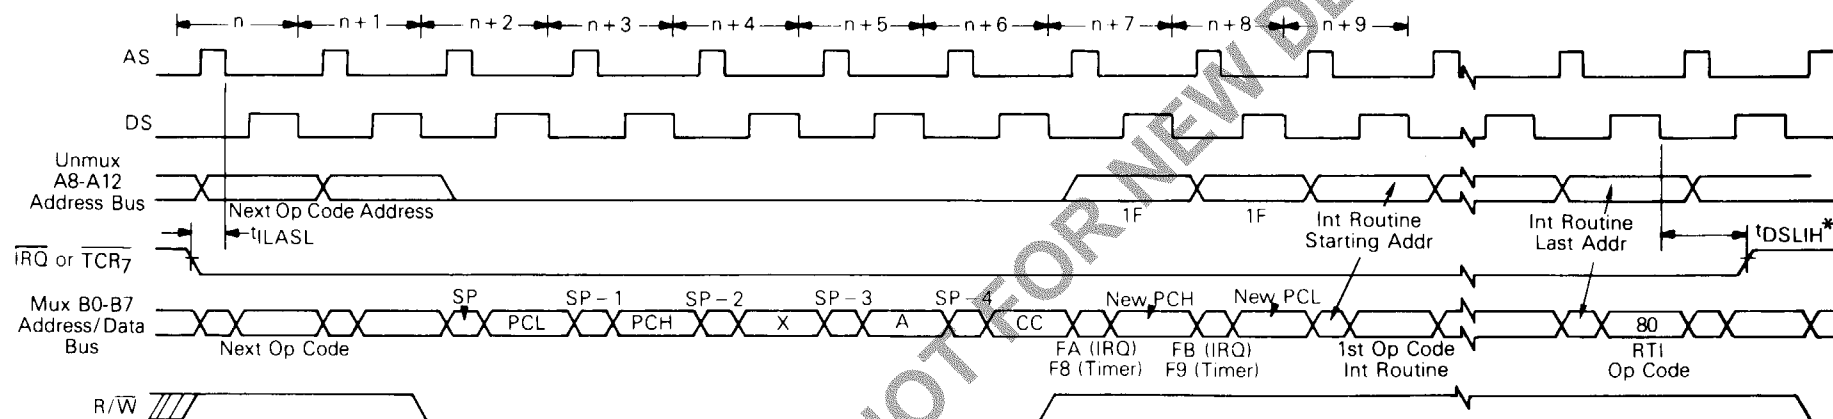 n n + 1 n + 2 n + 3 n + 4 n + 5 n + 6 n + 7 n + 8 n + 9
AS
DS
Unmux
A8-A12
Address Bus
Next Op Code Address
1F 1F
Int Routine
Starting Addr
Int Routine
Last Addr
tILASL
tDSLIH*
IRQ or TCR7
Mux B0-B7
Address/Data
Bus
SP SP – 1 SP – 2 SP – 3 SP – 4 New PCH New PCL
PCL PCH X A CC 80
Next Op Code
FA (IRQ)
F8 (Timer)
FB (IRQ)
F9 (Timer)
1st Op Code
Int Routine
RTI
Op Code
R/W
NOT FOR NEW DE